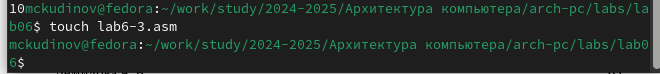 10mckudinov@fedora:~/work/study/2024-2025/Архитектура компьютера/arch-pc/labs/la
b06$ touch lab6-3.asm
mckudinov@fedora:~/work/study/2024-2025/Архитектура компьютера/arch-pc/labs/lab0
6$